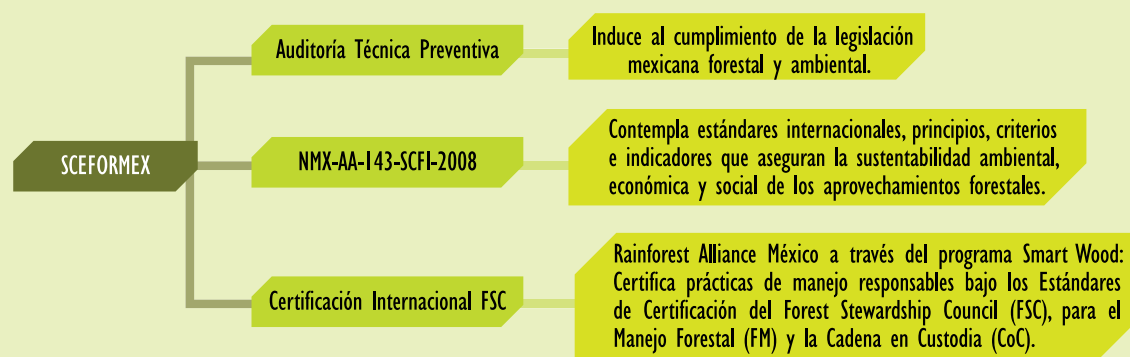 SCEFORMEX
Auditoría Técnica Preventiva
Induce al cumplimiento de la legislación
mexicana forestal y ambiental.
NMX-AA-143-SCFI-2008
Contempla estándares internacionales, principios, criterios
e indicadores que aseguran la sustentabilidad ambiental,
económica y social de los aprovechamientos forestales.
Certificación Internacional FSC
Rainforest Alliance México a través del programa Smart Wood:
Certifica prácticas de manejo responsables bajo los Estándares
de Certificación del Forest Stewardship Council (FSC), para el
Manejo Forestal (FM) y la Cadena en Custodia (CoC).